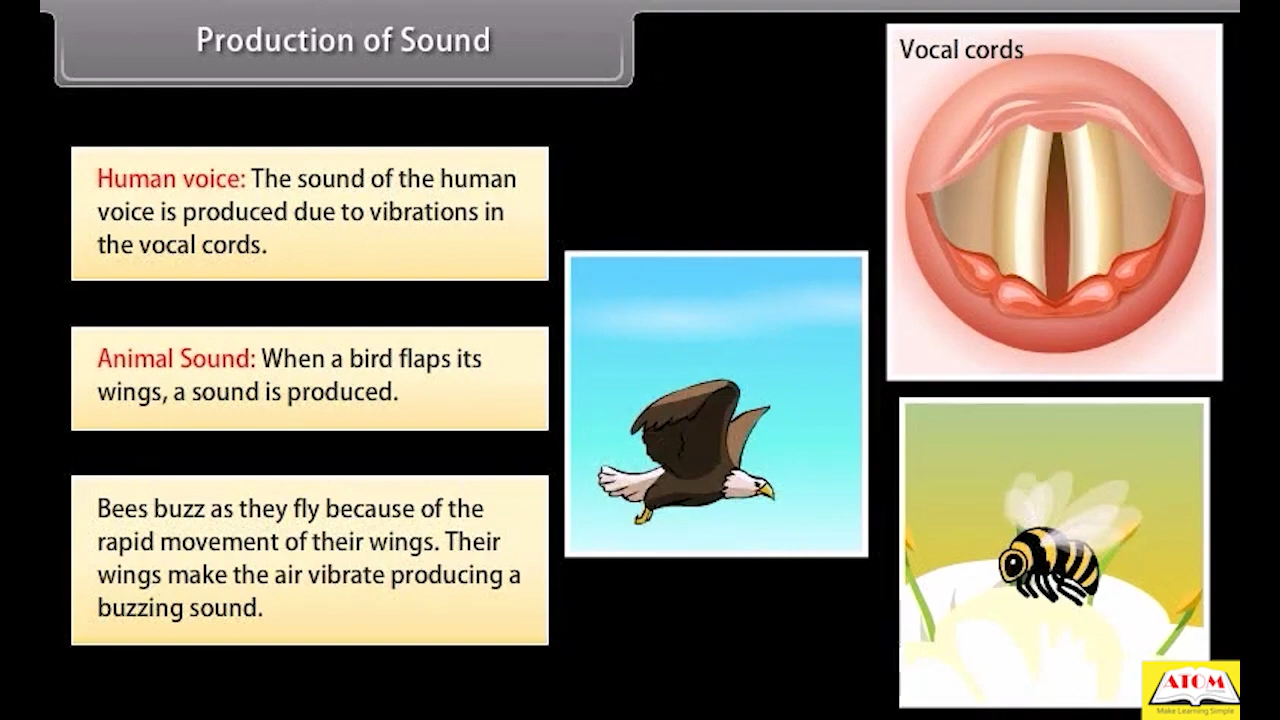 Production of Sound
Vocal cords
Human voice: The sound of the human
voice is produced due to vibrations in
the vocal cords.
Animal Sound: When a bird flaps its
wings, a sound is produced.
Bees buzz as they fly because of the
rapid movement of their wings. Their
wings make the air vibrate producing a
buzzing sound.
ATOM
Make Learning Simple